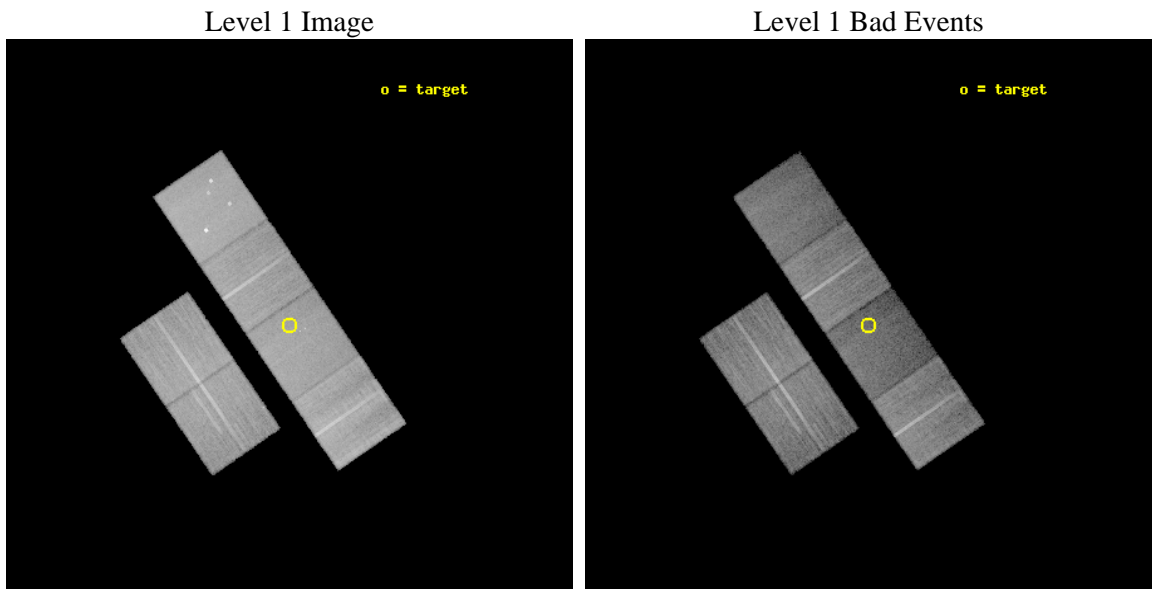 Level 1 Image
Level 1 Bad Events
o = target
o = target